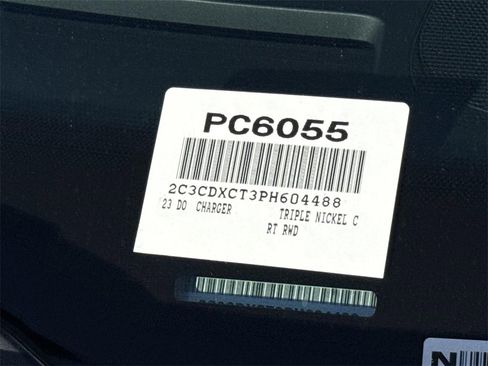 PC6055
2C3CDXCT3PH604488
23 DO CHARGER TRIPLE NICKEL C
RT RWD
N